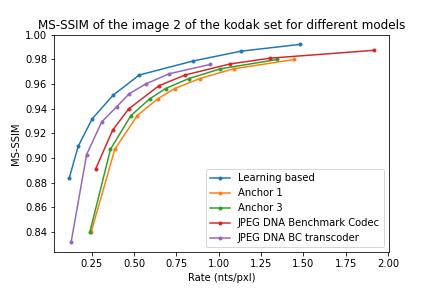 MS-SSIM of the image 2 of the kodak set for different models
1.00
0.98
0.96
0.94
0.92
0.90
0.88
0.86
0.84
MS-SSIM
Learning based
Anchor 1
Anchor 3
JPEG DNA Benchmark Codec
JPEG DNA BC transcoder
0.25 0.50 0.75 1.00 1.25 1.50 1.75 2.00
Rate (nts/pxl)